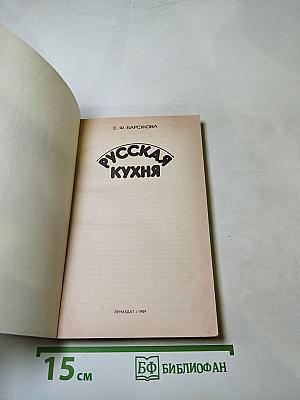 Е. Ф. БАРСУКОВА
РУССКАЯ
КУХНЯ
ЛЕНИЗДАТ • 1989
15 см
БФ БИБЛИОФАН